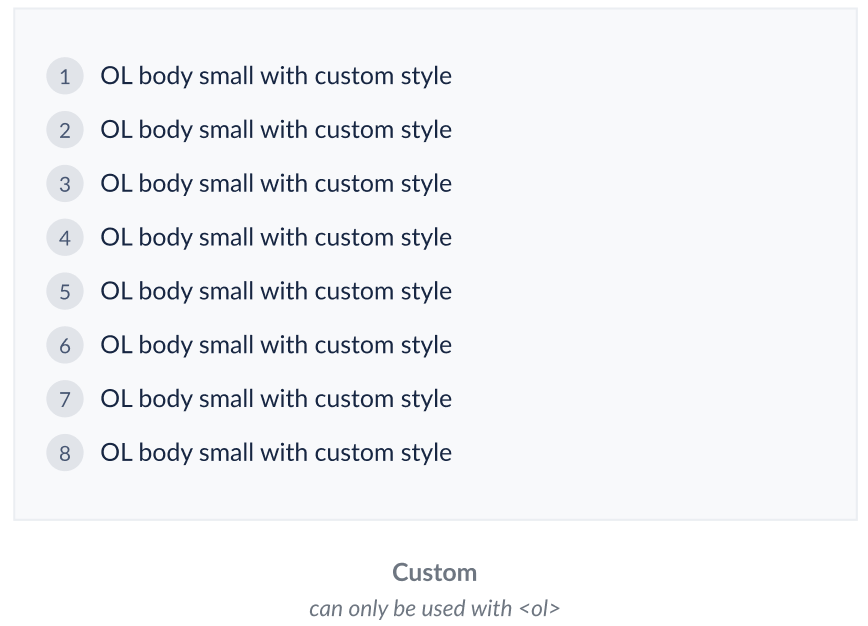 1 OL body small with custom style
2 OL body small with custom style
3 OL body small with custom style
4 OL body small with custom style
5 OL body small with custom style
6 OL body small with custom style
7 OL body small with custom style
8 OL body small with custom style
Custom
can only be used with <ol>